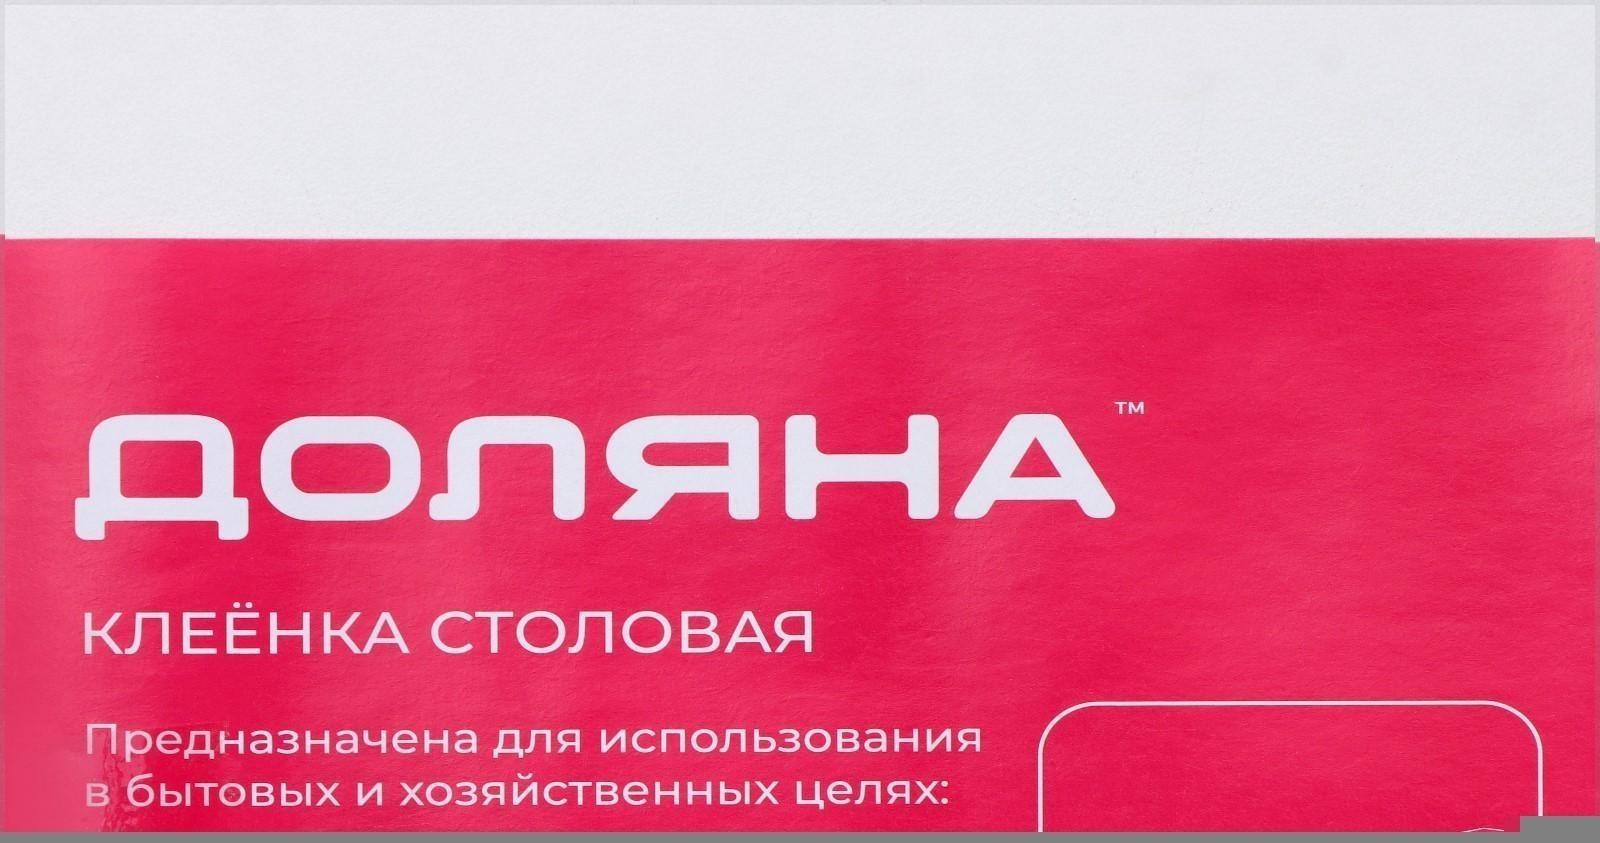 ДОЛЯНА™
КЛЕЁНКА СТОЛОВАЯ
Предназначена для использования
в бытовых и хозяйственных целях: